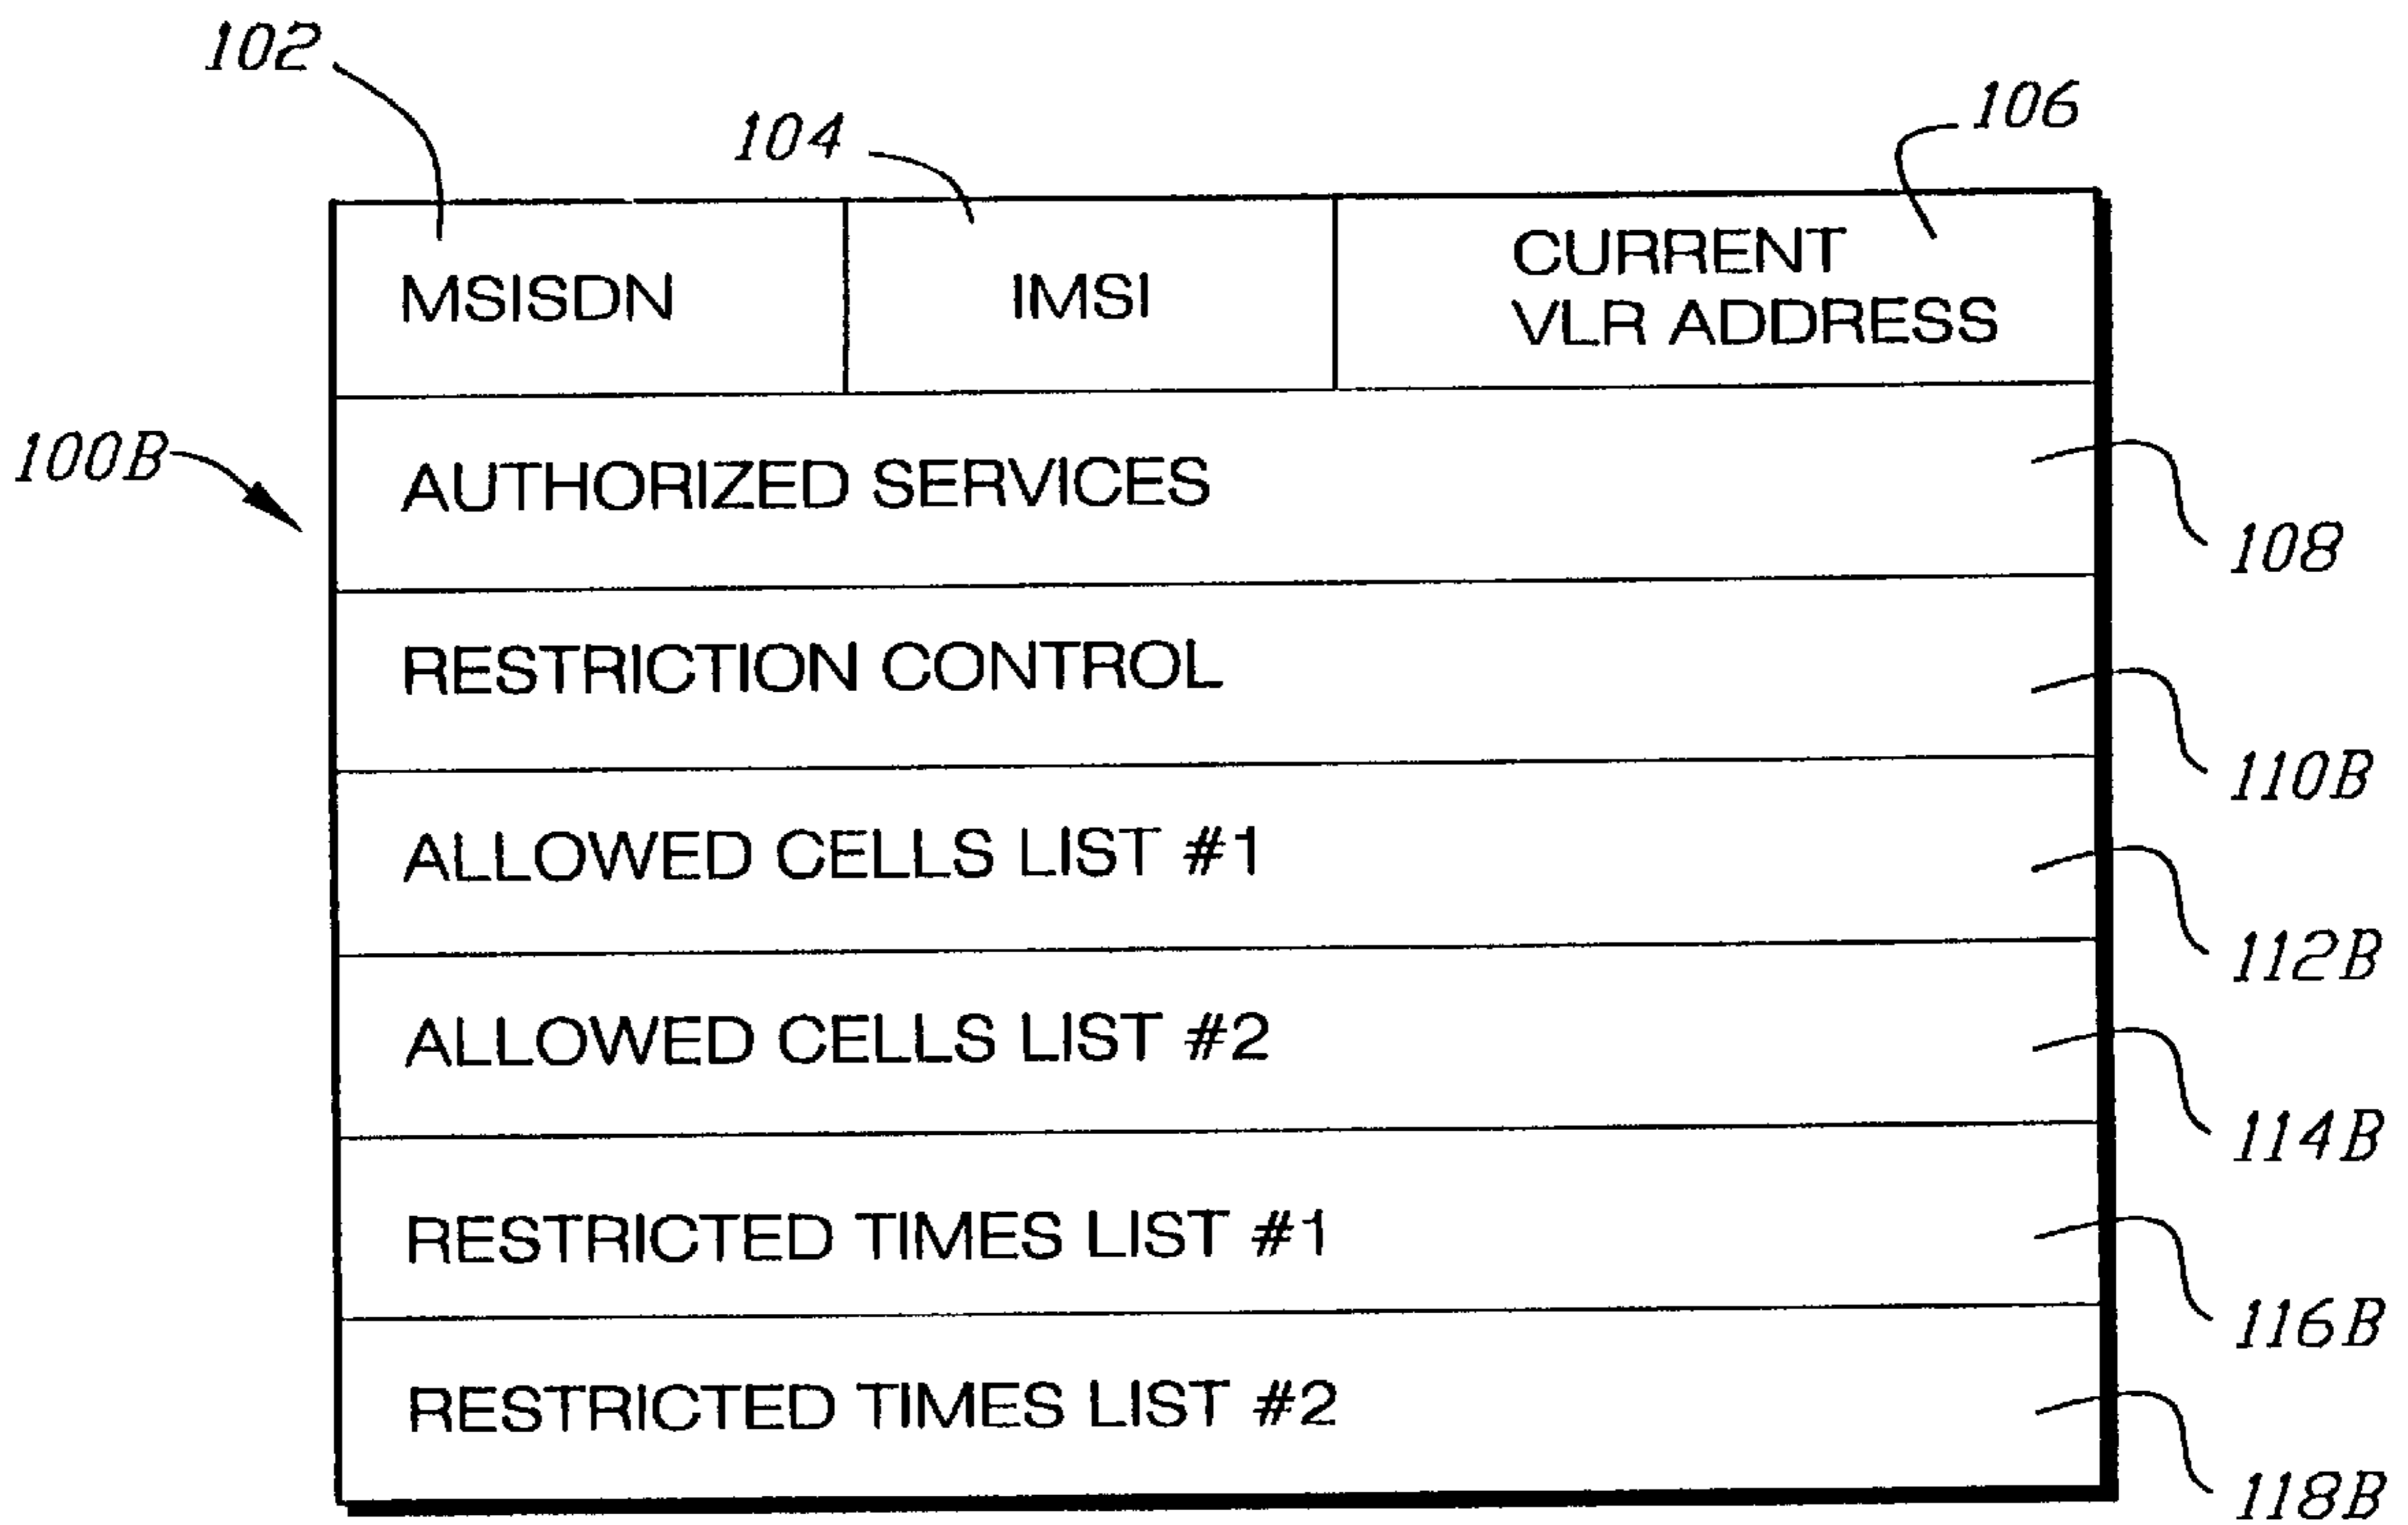 102
104
106
MSISDN
IMSI
CURRENT
VLR ADDRESS
100B
AUTHORIZED SERVICES
108
RESTRICTION CONTROL
110B
ALLOWED CELLS LIST #1
112B
ALLOWED CELLS LIST #2
114B
RESTRICTED TIMES LIST #1
116B
RESTRICTED TIMES LIST #2
118B